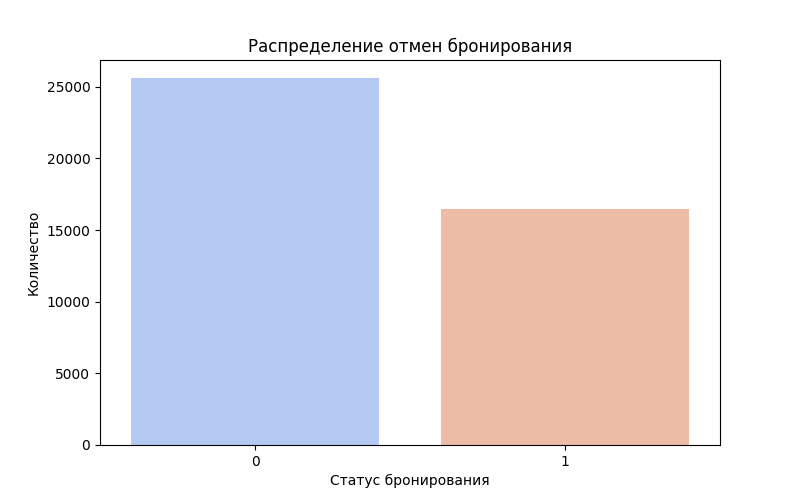 Распределение отмен бронирования
25000
20000
15000
10000
5000
0
Количество
0 1
Статус бронирования